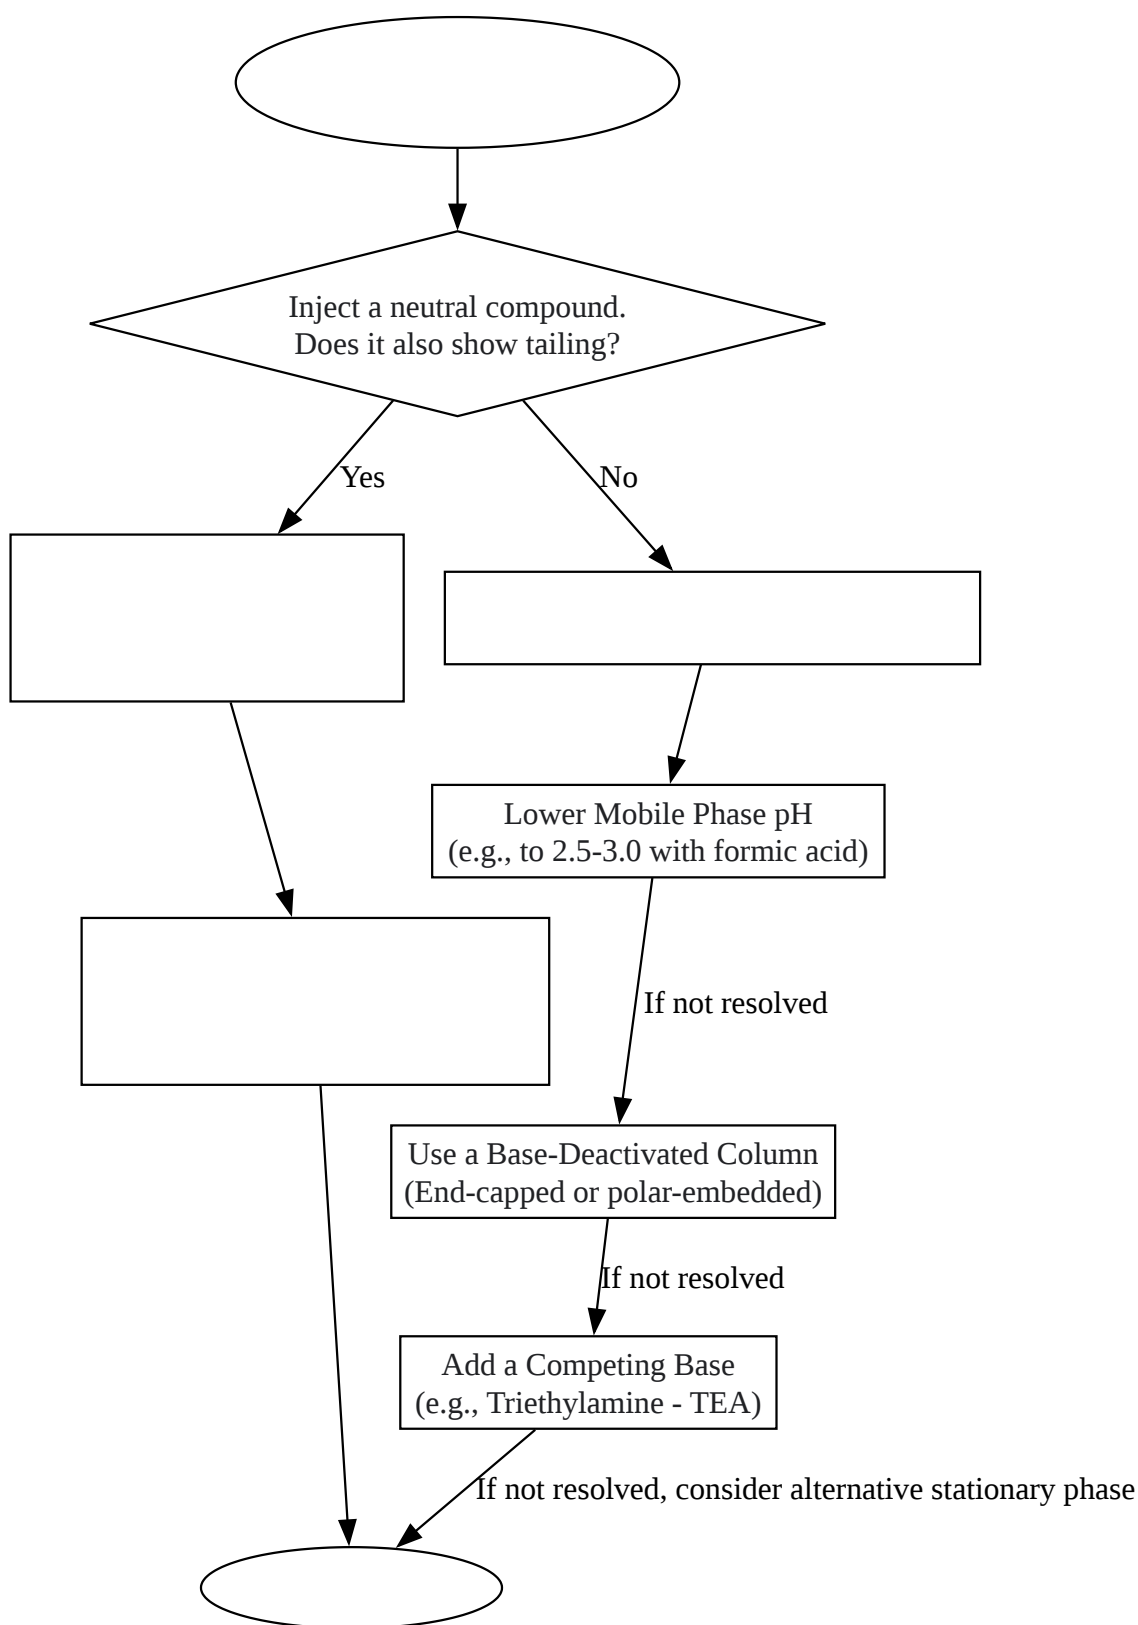 Inject a neutral compound.
Does it also show tailing?
Yes
No
Lower Mobile Phase pH
(e.g., to 2.5-3.0 with formic acid)
If not resolved
Use a Base-Deactivated Column
(End-capped or polar-embedded)
If not resolved
Add a Competing Base
(e.g., Triethylamine - TEA)
If not resolved, consider alternative stationary phase